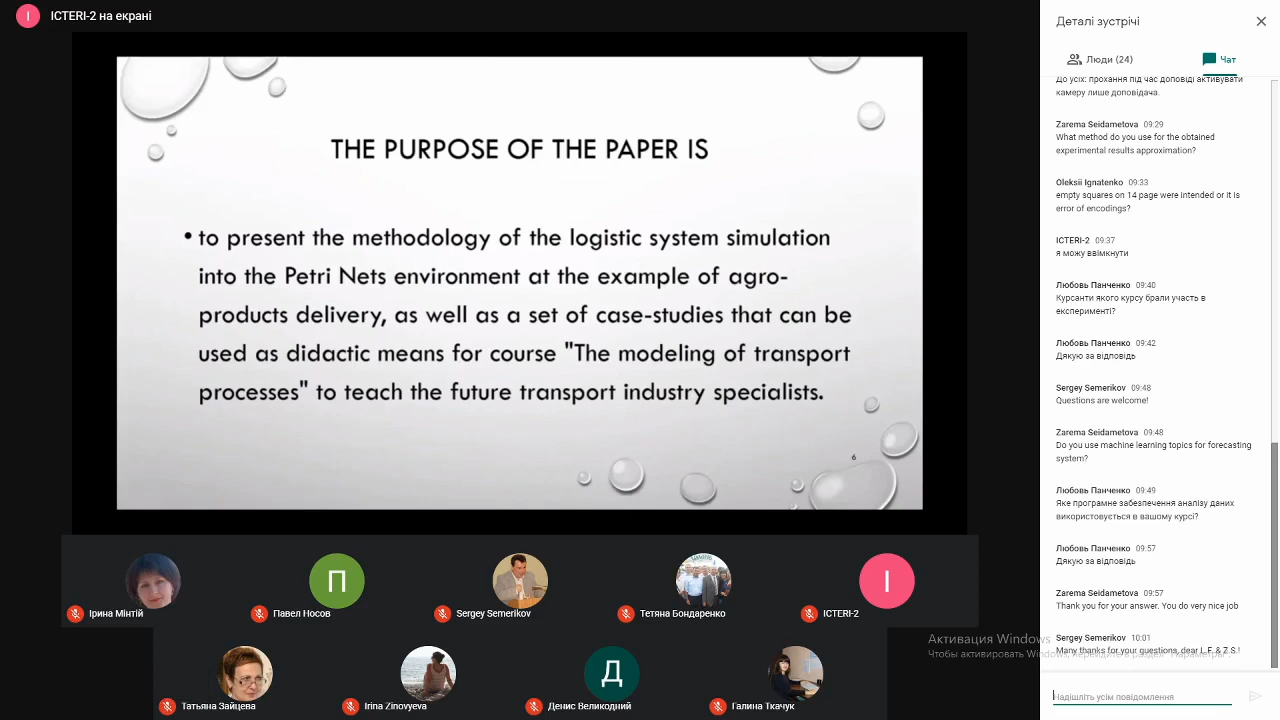 ICTERI-2 на екрані
THE PURPOSE OF THE PAPER IS
• to present the methodology of the logistic system simulation
into the Petri Nets environment at the example of agro-
products delivery, as well as a set of case-studies that can be
used as didactic means for course "The modeling of transport
processes" to teach the future transport industry specialists.
6
П
І
Ірина Мінтій
Павел Носов
Sergey Semerikov
Тетяна Бондаренко
ICTERI-2
Д
Татьяна Зайцева
Irina Zinovyeva
Денис Великодний
Галина Ткачук
Деталі зустрічі
Люди (24)
Чат
До усіх: прохання під час доповіді активувати
камеру лише доповідача.
Zarema Seidametova 09:29
What method do you use for the obtained
experimental results approximation?
Oleksii Ignatenko 09:33
empty squares on 14 page were intended or it is
error of encodings?
ICTERI-2 09:37
я можу ввімкнути
Любовь Панченко 09:40
Курсанти якого курсу брали участь в
експерименті?
Любовь Панченко 09:42
Дякую за відповідь
Sergey Semerikov 09:48
Questions are welcome!
Zarema Seidametova 09:48
Do you use machine learning topics for forecasting
system?
Любовь Панченко 09:49
Яке програмне забезпечення аналізу даних
використовується в вашому курсі?
Любовь Панченко 09:57
Дякую за відповідь
Zarema Seidametova 09:57
Thank you for your answer. You do very nice job
Sergey Semerikov 10:01
Many thanks for your questions, dear L.F. & Z.S.!
Активация Windows
Чтобы активировать Windows, перейдите в раздел "Параметры".
Надішліть усім повідомлення